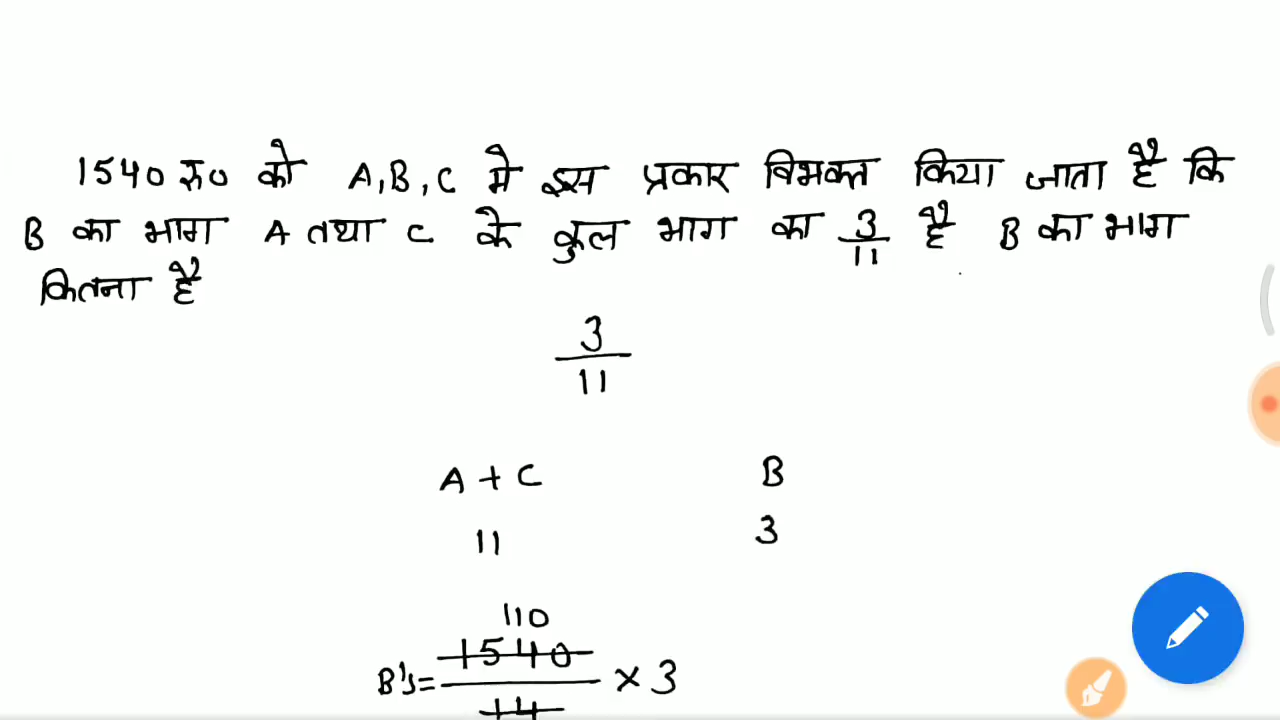 1540 रु० को A, B, C मे इस प्रकार विभक्त किया जाता है कि
B का भाग A तथा C के कुल भाग का 3/11 है B का भाग
कितना है
3/11
A + C B
11 3
110
B's = 1540/14 × 3